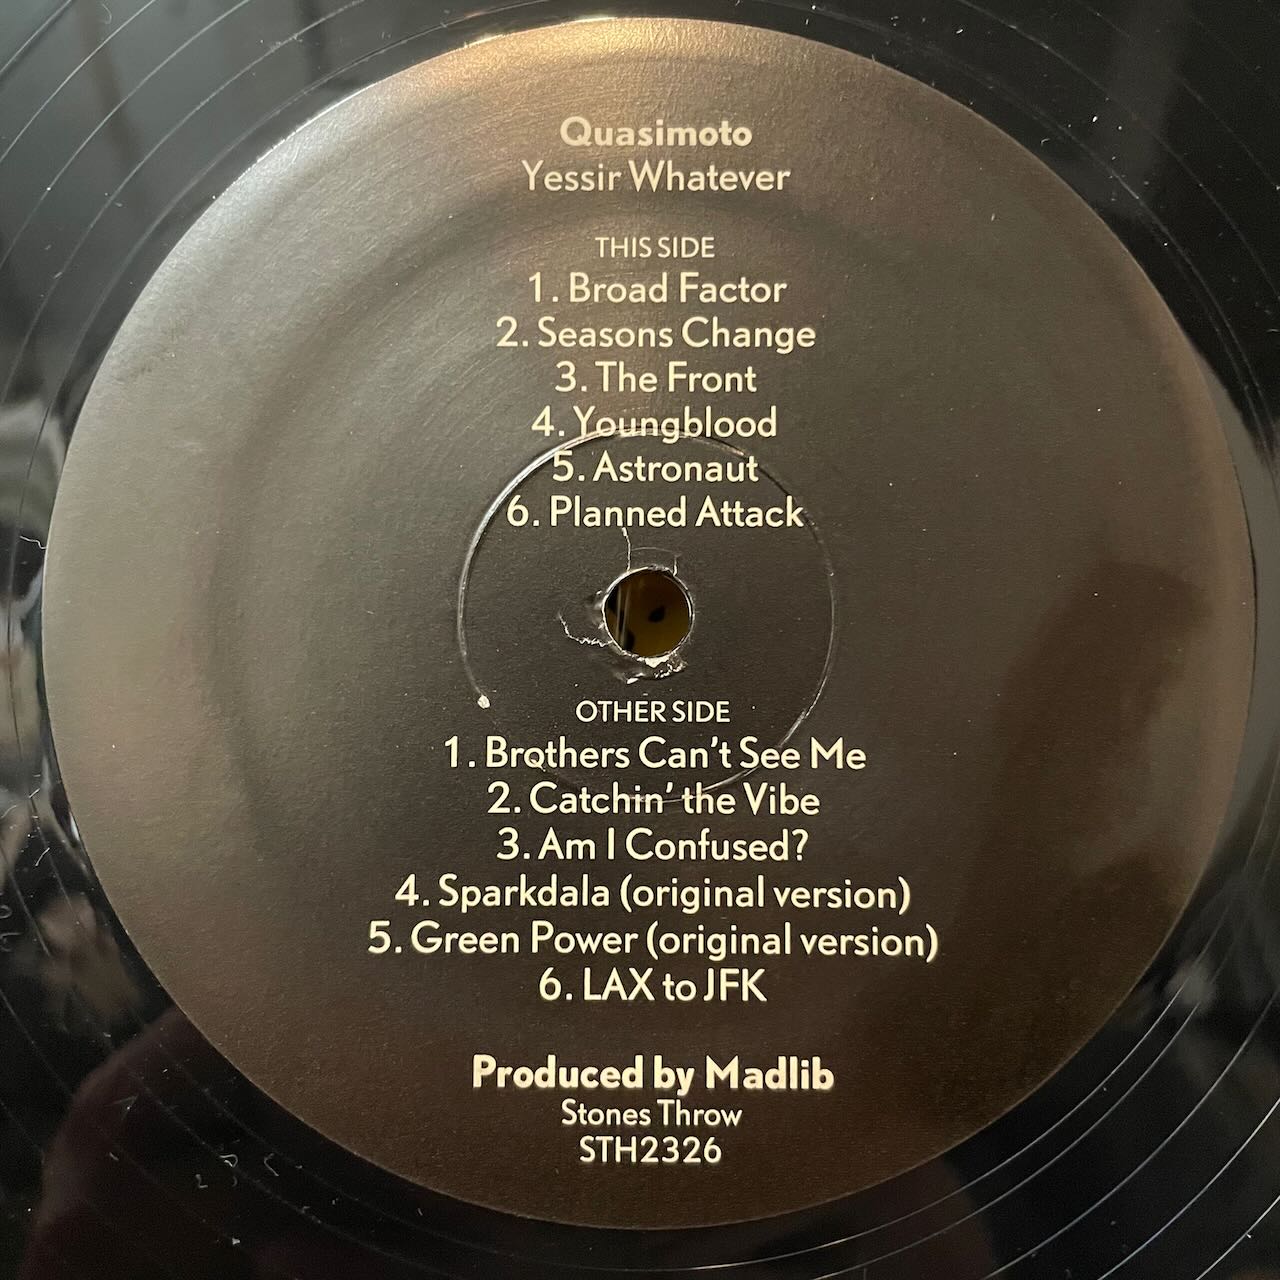 Quasimoto
Yessir Whatever
THIS SIDE
1. Broad Factor
2. Seasons Change
3. The Front
4. Youngblood
5. Astronaut
6. Planned Attack
OTHER SIDE
1. Brothers Can't See Me
2. Catchin' the Vibe
3. Am I Confused?
4. Sparkdala (original version)
5. Green Power (original version)
6. LAX to JFK
Produced by Madlib
Stones Throw
STH2326